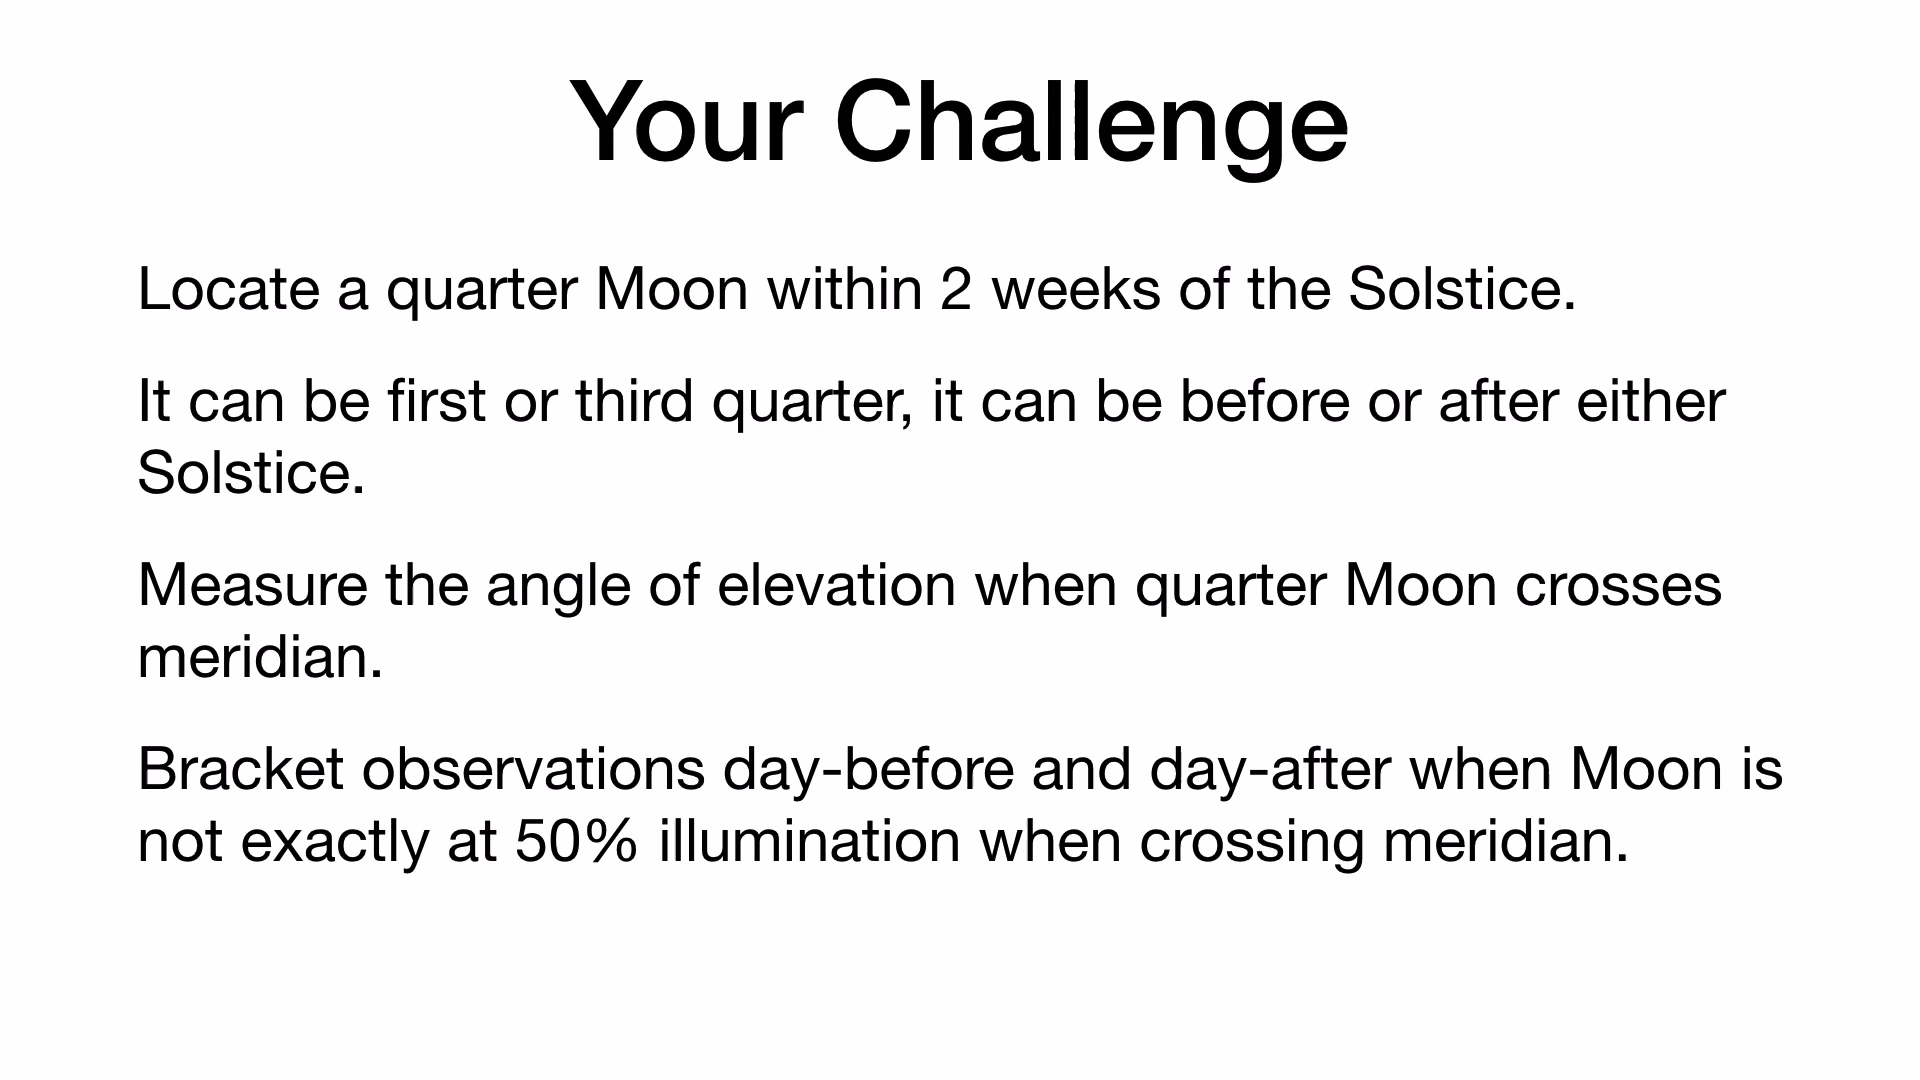 Your Challenge
Locate a quarter Moon within 2 weeks of the Solstice.
It can be first or third quarter, it can be before or after either
Solstice.
Measure the angle of elevation when quarter Moon crosses
meridian.
Bracket observations day-before and day-after when Moon is
not exactly at 50% illumination when crossing meridian.